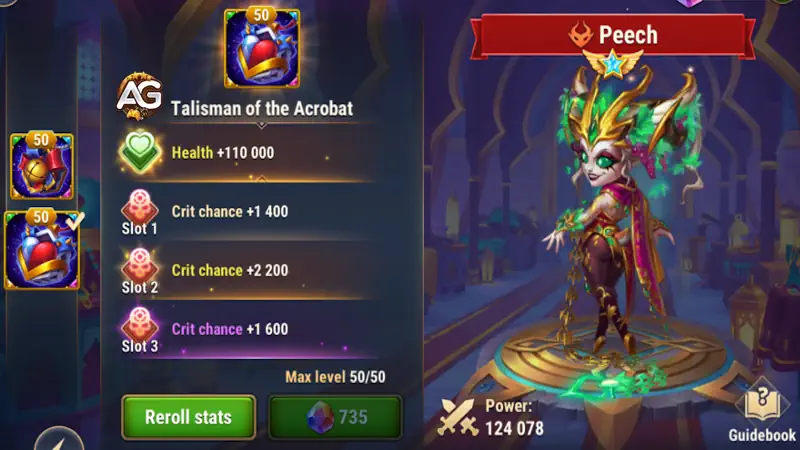 50
AG
Talisman of the Acrobat
Health +110 000
Crit chance +1 400
Slot 1
Crit chance +2 200
Slot 2
Crit chance +1 600
Slot 3
Max level 50/50
Reroll stats
735
50
50
Peech
Power:
124 078
?
Guidebook